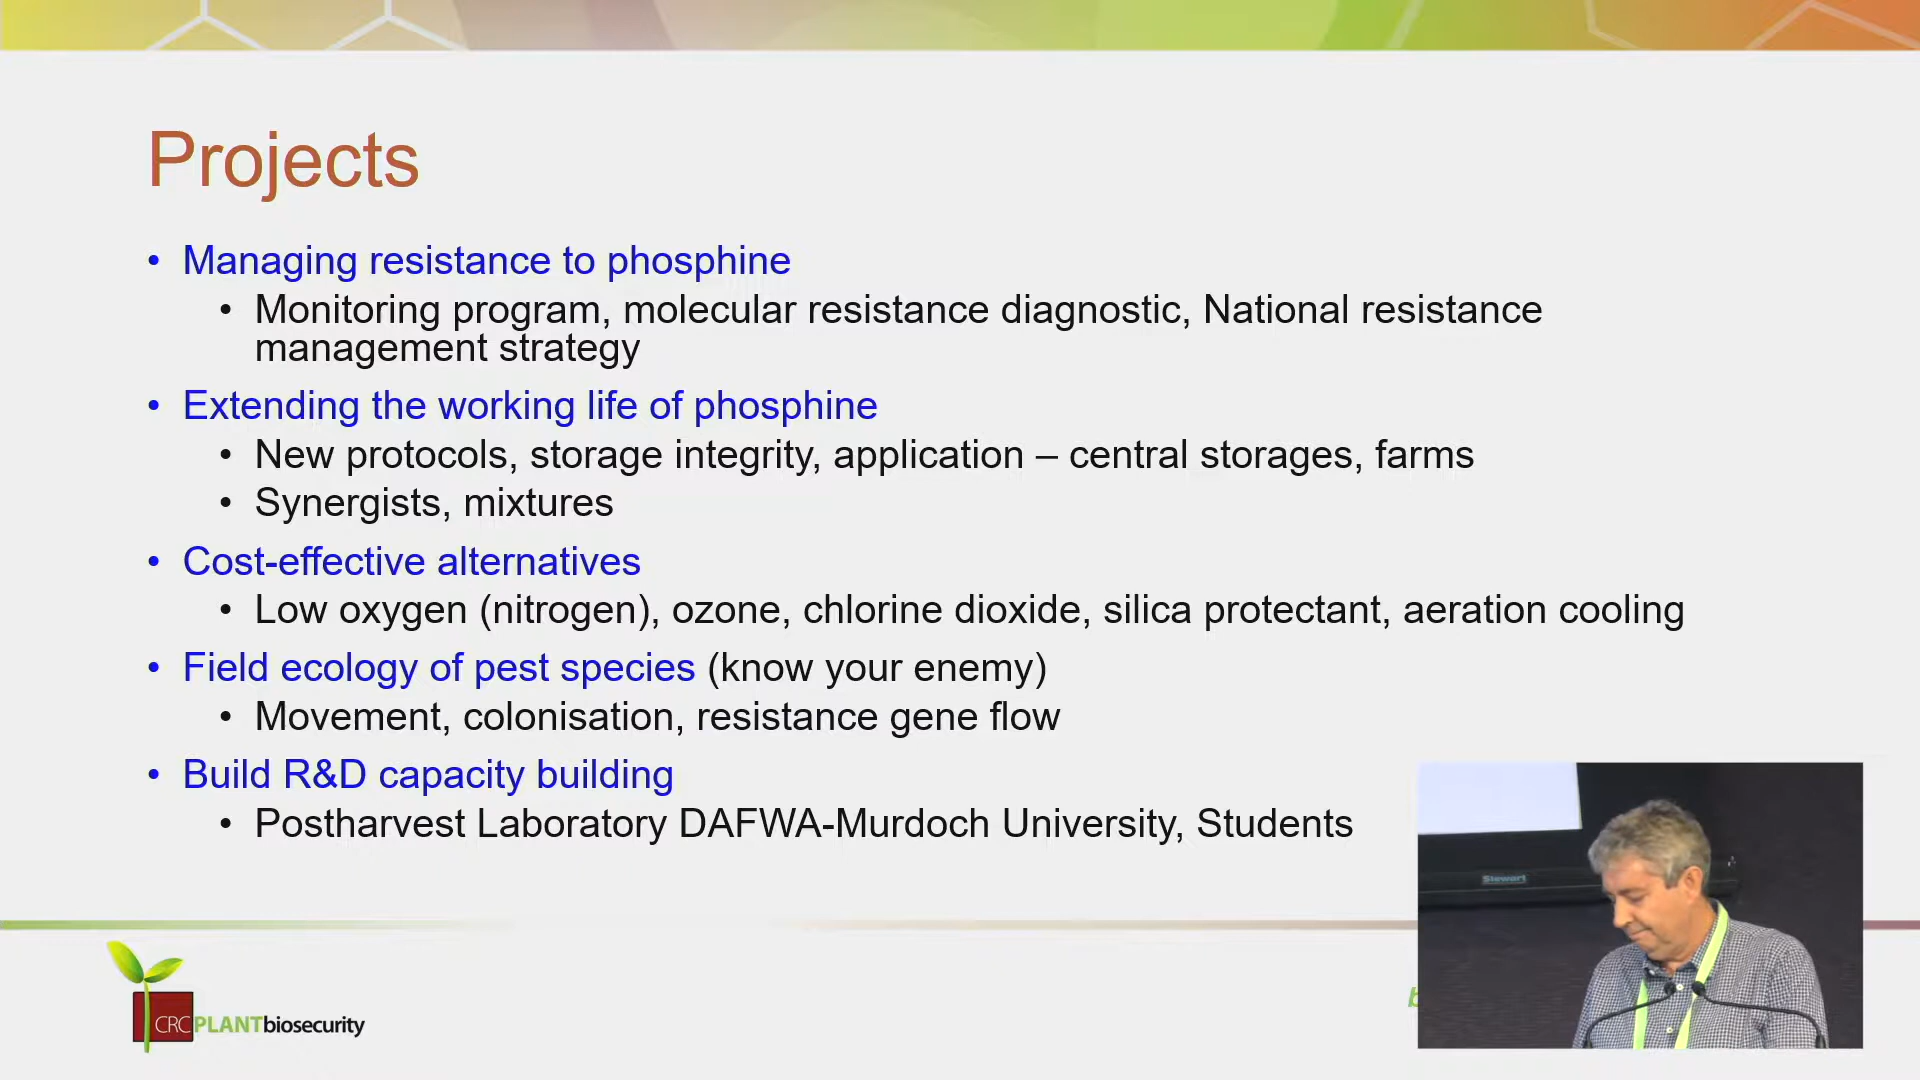 Projects
• Managing resistance to phosphine
• Monitoring program, molecular resistance diagnostic, National resistance
management strategy
• Extending the working life of phosphine
• New protocols, storage integrity, application – central storages, farms
• Synergists, mixtures
• Cost-effective alternatives
• Low oxygen (nitrogen), ozone, chlorine dioxide, silica protectant, aeration cooling
• Field ecology of pest species (know your enemy)
• Movement, colonisation, resistance gene flow
• Build R&D capacity building
• Postharvest Laboratory DAFWA-Murdoch University, Students
Stewart
CRCPLANTbiosecurity